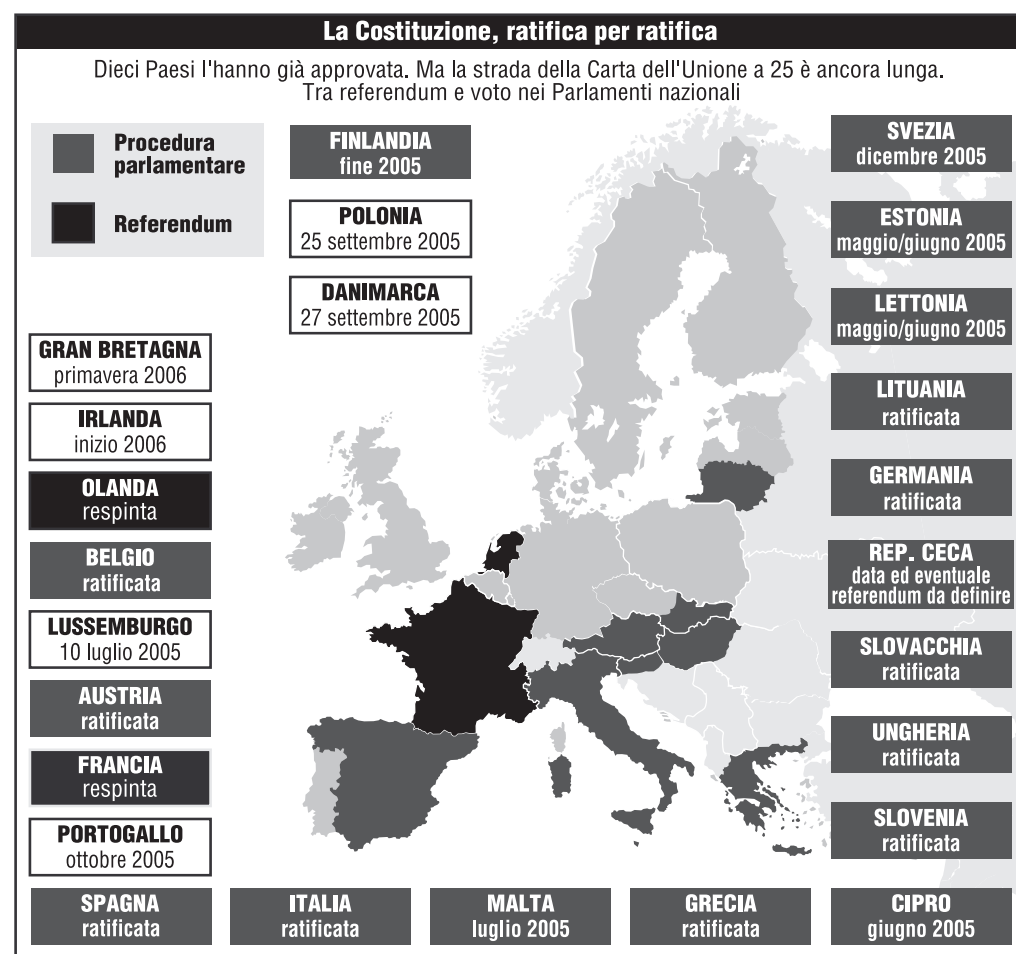 La Costituzione, ratifica per ratifica
Dieci Paesi l'hanno già approvata. Ma la strada della Carta dell'Unione a 25 è ancora lunga.
Tra referendum e voto nei Parlamenti nazionali
Procedura
parlamentare
Referendum
FINLANDIA
fine 2005
POLONIA
25 settembre 2005
DANIMARCA
27 settembre 2005
GRAN BRETAGNA
primavera 2006
IRLANDA
inizio 2006
OLANDA
respinta
BELGIO
ratificata
LUSSEMBURGO
10 luglio 2005
AUSTRIA
ratificata
FRANCIA
respinta
PORTOGALLO
ottobre 2005
SPAGNA
ratificata
ITALIA
ratificata
MALTA
luglio 2005
GRECIA
ratificata
SVEZIA
dicembre 2005
ESTONIA
maggio/giugno 2005
LETTONIA
maggio/giugno 2005
LITUANIA
ratificata
GERMANIA
ratificata
REP. CECA
data ed eventuale
referendum da definire
SLOVACCHIA
ratificata
UNGHERIA
ratificata
SLOVENIA
ratificata
CIPRO
giugno 2005